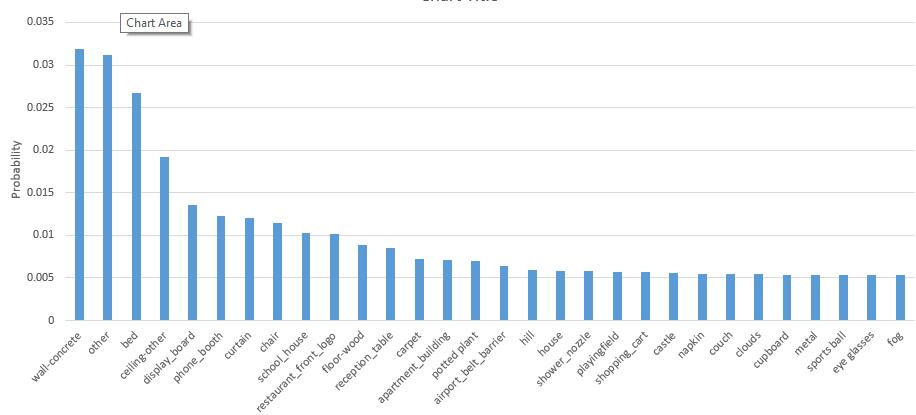 Chart Title
Chart Area
0.035
0.03
0.025
0.02
0.015
0.01
0.005
0
Probability
wall-concrete
other
bed
ceiling-other
display_board
phone_booth
curtain
chair
school_house
restaurant_front_logo
floor-wood
reception_table
carpet
apartment_building
potted plant
airport_belt_barrier
hill
house
shower_nozzle
playingfield
shopping_cart
castle
napkin
couch
clouds
cupboard
metal
sports ball
eye glasses
fog